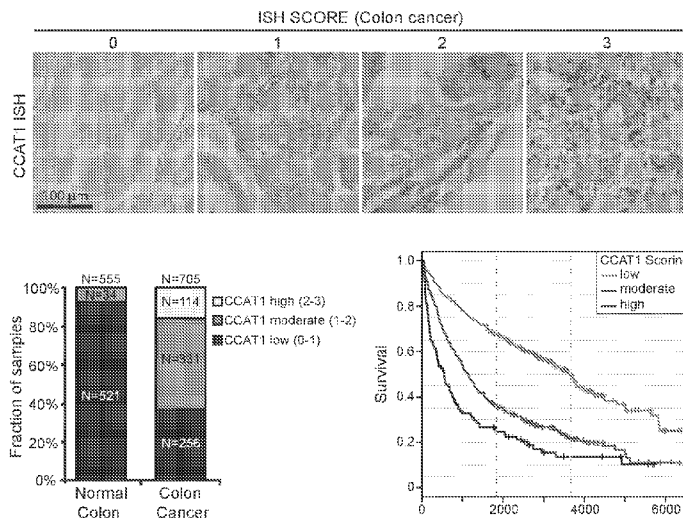 ISH SCORE (Colon cancer)
0 1 2 3
CCAT1 ISH
100 µm
N=555 N=705
100%
80%
60%
40%
20%
0%
Fraction of samples
N=34
N=521
N=114
N=256
CCAT1 high (2-3)
CCAT1 moderate (1-2)
CCAT1 low (0-1)
Normal Colon
Colon Cancer
CCAT1 Scorin
low
moderate
high
Survival
1.0
0.8
0.6
0.4
0.2
0
0 2000 4000 6000